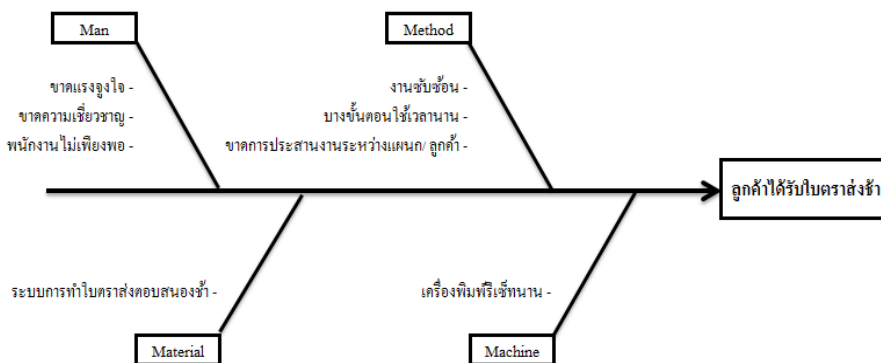 Man
Method
ขาดแรงจูงใจ -
ขาดความเชี่ยวชาญ -
พนักงานไม่เพียงพอ -
งานซับซ้อน -
บางขั้นตอนใช้เวลานาน -
ขาดการประสานงานระหว่างแผนก/ ลูกค้า -
ลูกค้าได้รับใบตราส่งช้า
ระบบการทำใบตราส่งตอบสนองช้า -
เครื่องพิมพ์รีเซ็ทนาน -
Material
Machine